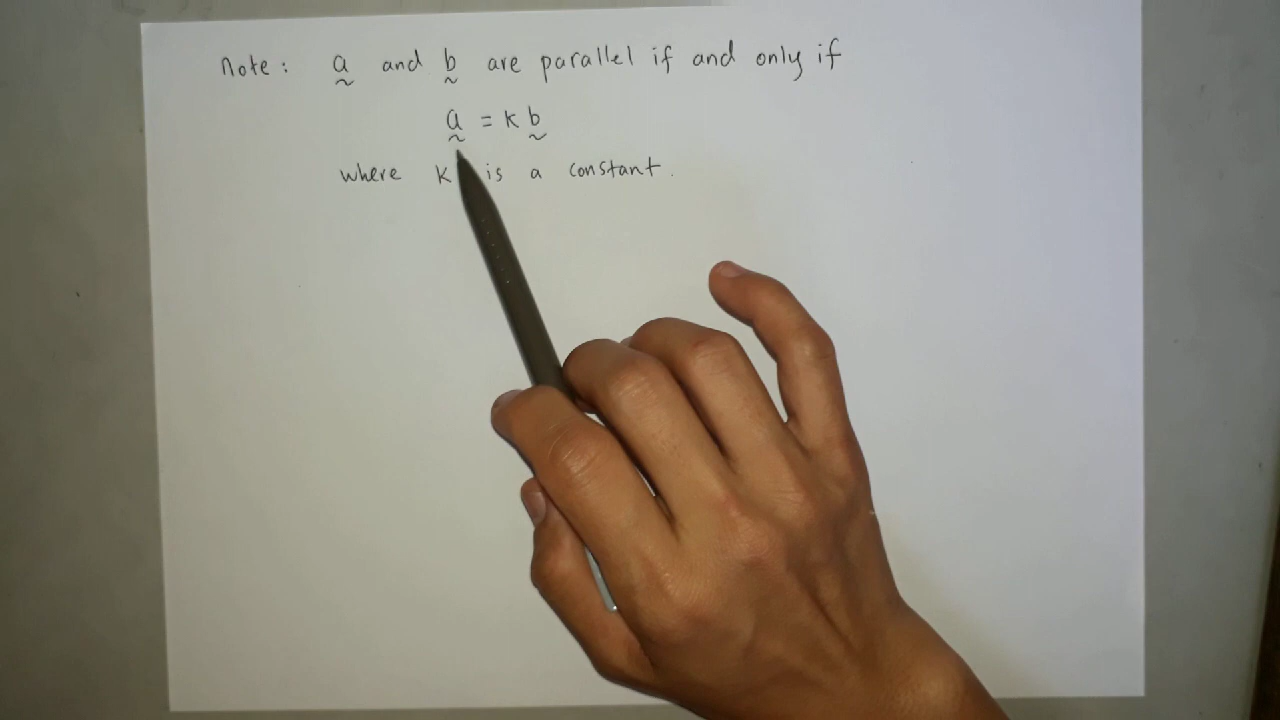 Note: a and b are parallel if and only if
a = k b
where k is a constant.